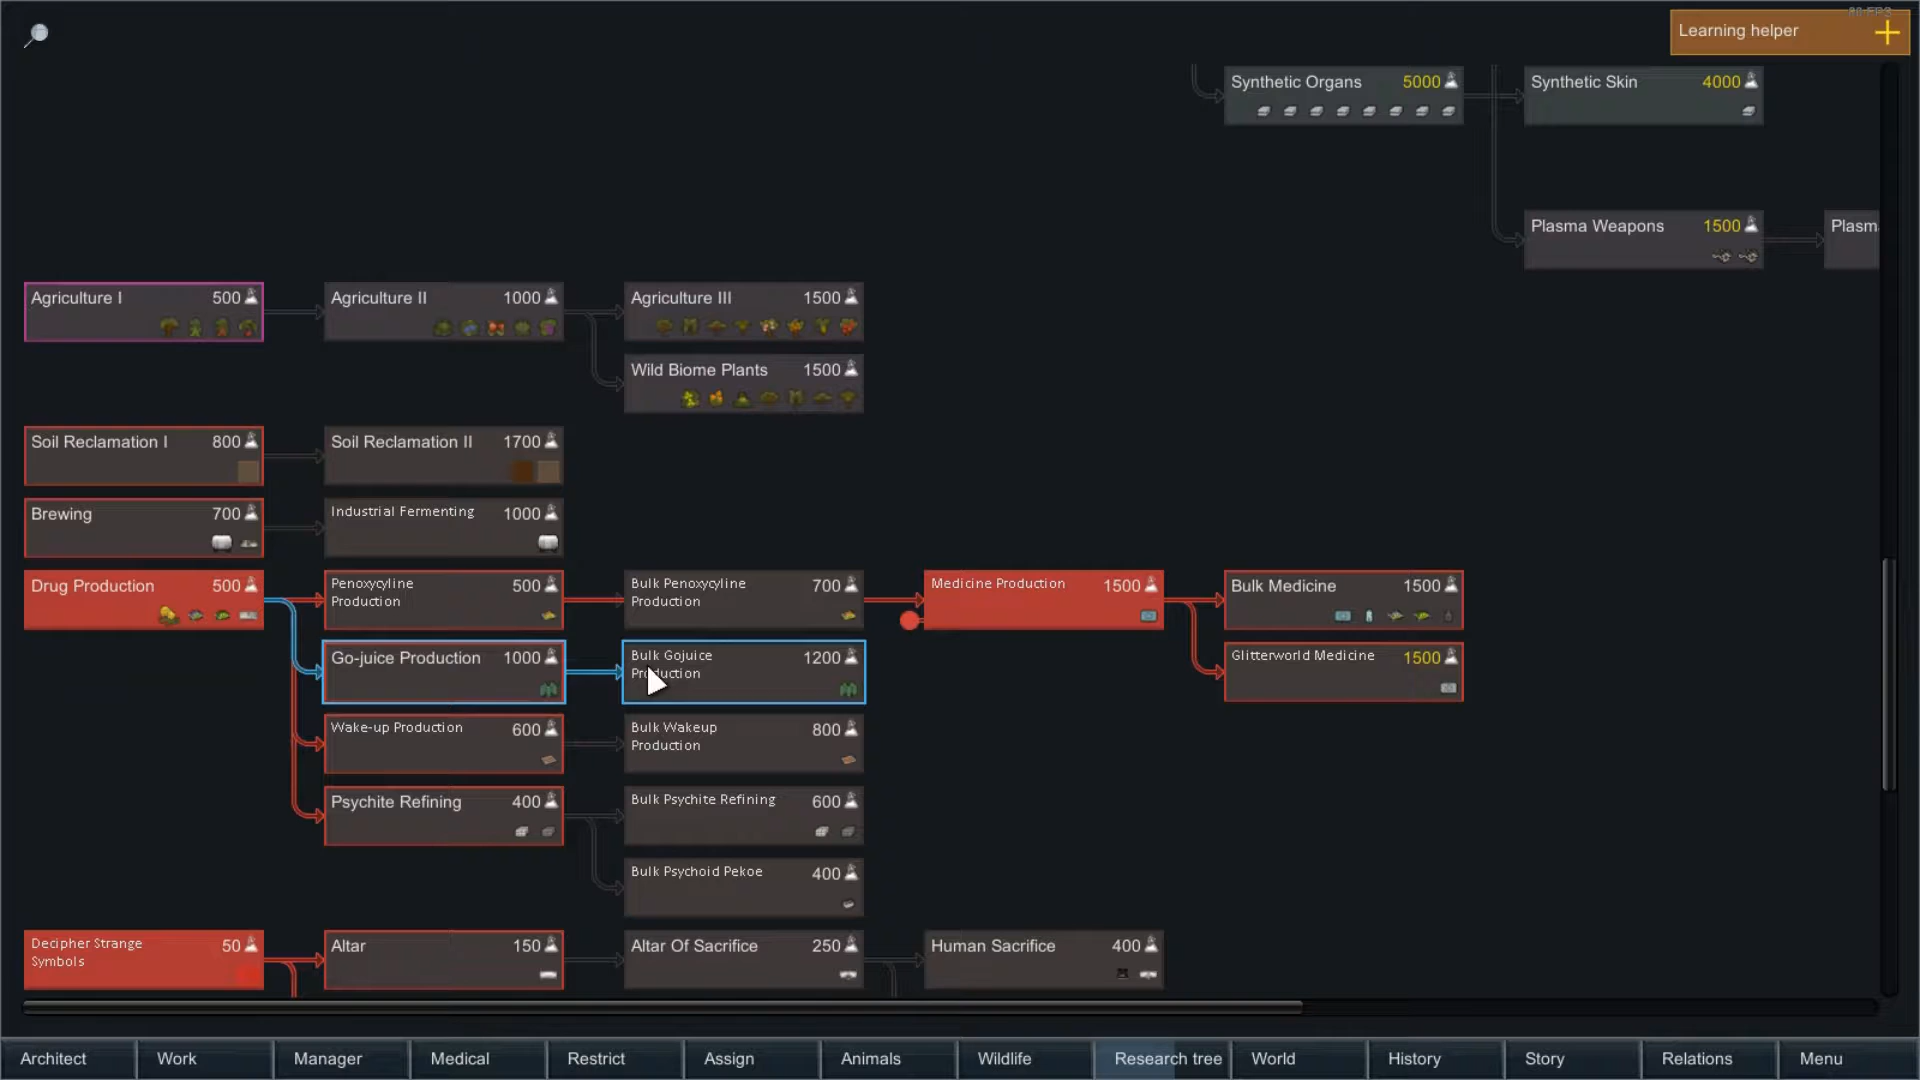 Learning helper
Synthetic Organs 5000
Synthetic Skin 4000
Plasma Weapons 1500
Plasm
Agriculture I 500
Agriculture II 1000
Agriculture III 1500
Wild Biome Plants 1500
Soil Reclamation I 800
Soil Reclamation II 1700
Brewing 700
Industrial Fermenting 1000
Drug Production 500
Penoxycyline
Production 500
Bulk Penoxycyline
Production 700
Medicine Production 1500
Bulk Medicine 1500
Go-juice Production 1000
Bulk Gojuice
Production 1200
Glitterworld Medicine 1500
Wake-up Production 600
Bulk Wakeup
Production 800
Psychite Refining 400
Bulk Psychite Refining 600
Bulk Psychoid Pekoe 400
Decipher Strange
Symbols 50
Altar 150
Altar Of Sacrifice 250
Human Sacrifice 400
Architect Work Manager Medical Restrict Assign Animals Wildlife Research tree World History Story Relations Menu